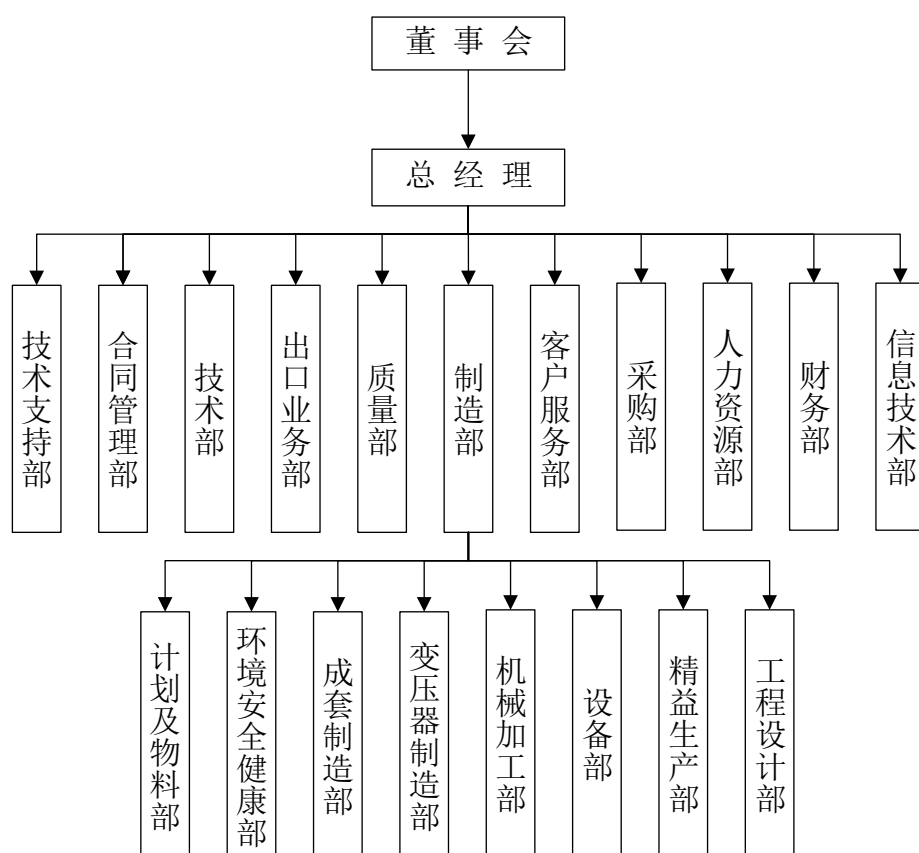 董 事 会
总 经 理
技术支持部
合同管理部
技术部
出口业务部
质量部
制造部
客户服务部
采购部
人力资源部
财务部
信息技术部
计划及物料部
环境安全健康部
成套制造部
变压器制造部
机械加工部
设备部
精益生产部
工程设计部